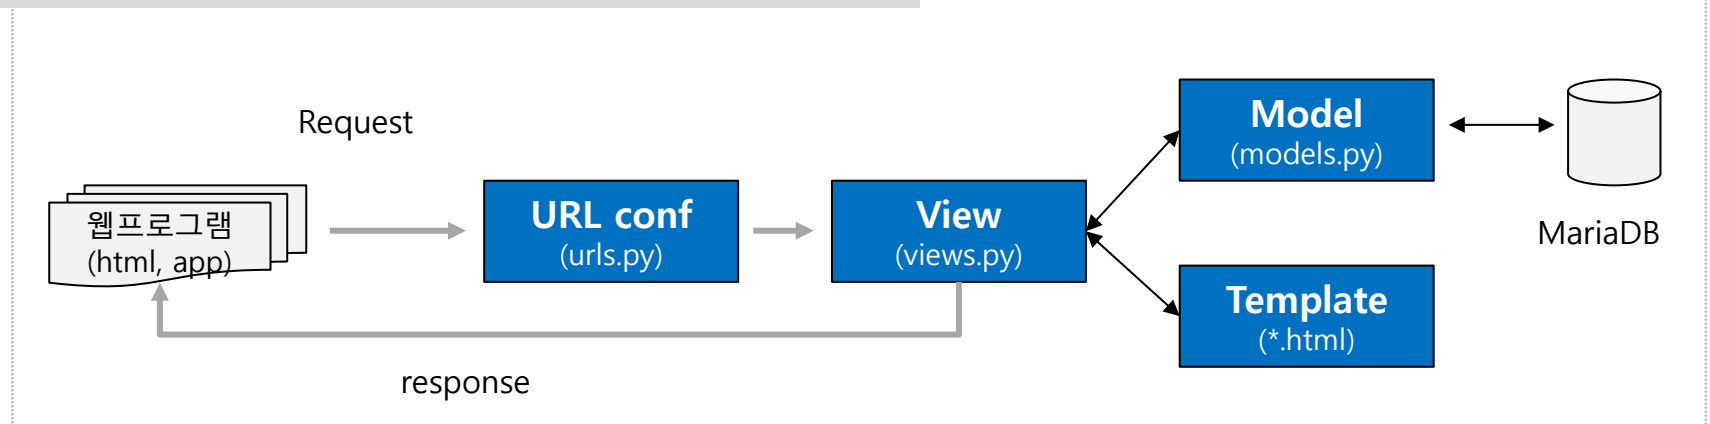 Request
웹프로그램
(html, app)
URL conf
(urls.py)
View
(views.py)
Model
(models.py)
MariaDB
Template
(*.html)
response